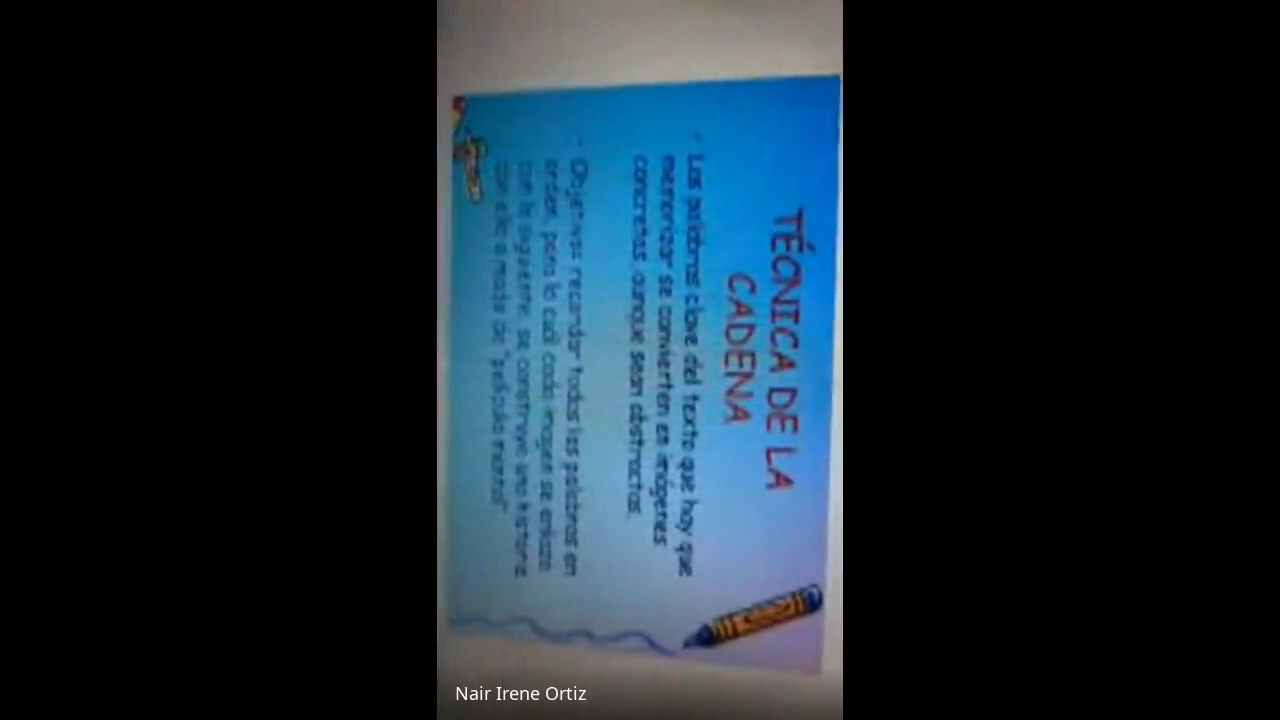 TÉCNICA DE LA
CADENA
• Las palabras clave del texto que hay que
memorizar se convierten en imágenes
concretas, aunque sean abstractas.
• Objetivo= recordar todas las palabras en
orden, para lo cuál cada imagen se enlaza
con la siguiente, se construye una historia
con ella a modo de "película mental"
Nair Irene Ortiz